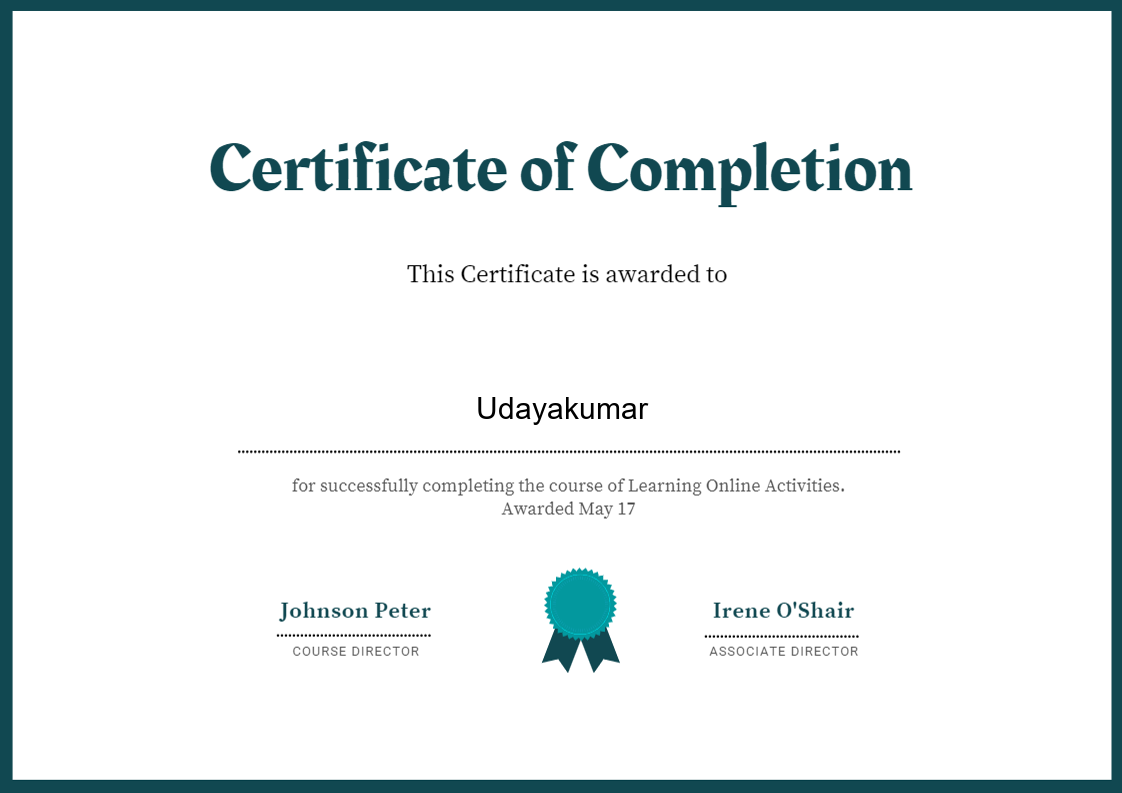 Certificate of Completion
This Certificate is awarded to
Udayakumar
for successfully completing the course of Learning Online Activities.
Awarded May 17
Johnson Peter
COURSE DIRECTOR
Irene O'Shair
ASSOCIATE DIRECTOR